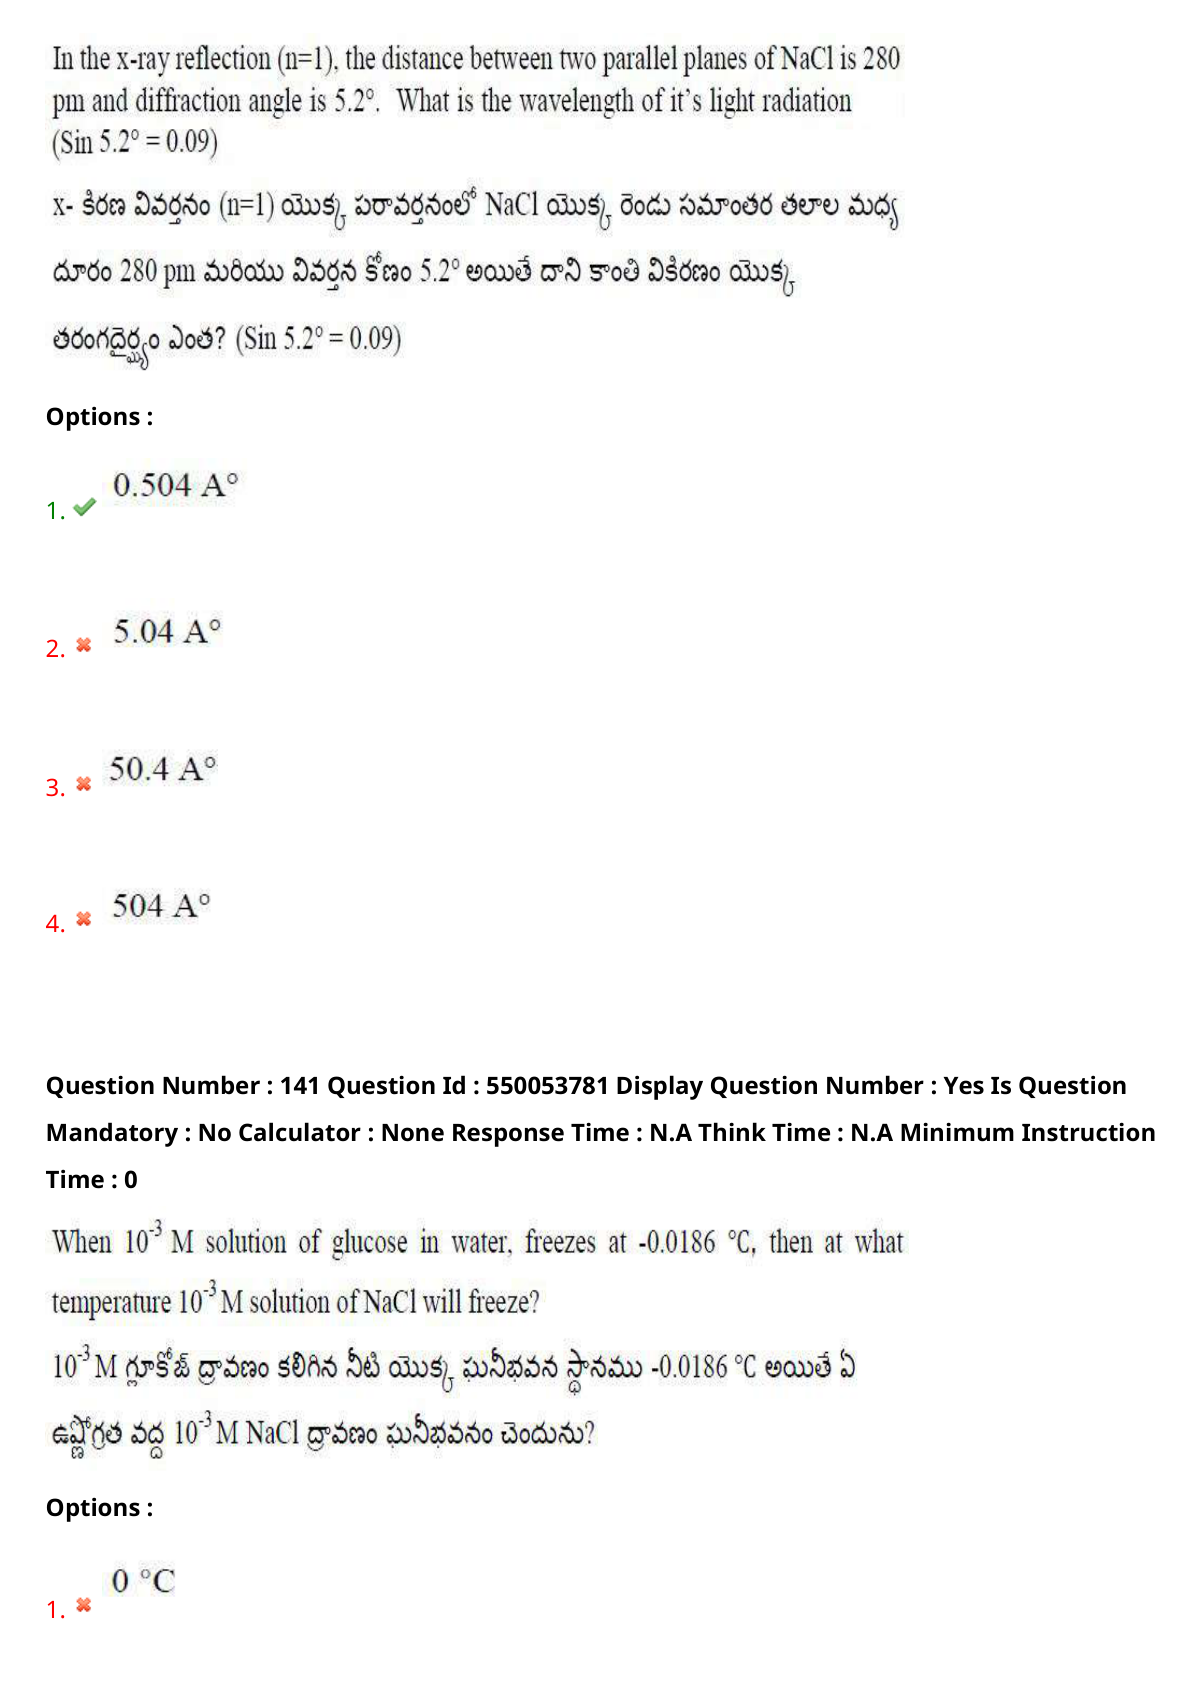 In the x-ray reflection (n=1), the distance between two parallel planes of NaCl is 280
pm and diffraction angle is 5.2°. What is the wavelength of it's light radiation
(Sin 5.2° = 0.09)
x- కిరణ వివర్తనం (n=1) యొక్క పరావర్తనంలో NaCl యొక్క రెండు సమాంతర తలాల మధ్య
దూరం 280 pm మరియు వివర్తన కోణం 5.2° అయితే దాని కాంతి వికిరణం యొక్క
తరంగదైర్ఘ్యం ఎంత? (Sin 5.2° = 0.09)
Options :
0.504 A°
1.
5.04 A°
2.
50.4 A°
3.
504 A°
4.
Question Number : 141 Question Id : 550053781 Display Question Number : Yes Is Question
Mandatory : No Calculator : None Response Time : N.A Think Time : N.A Minimum Instruction
Time : 0
When 10⁻³ M solution of glucose in water, freezes at -0.0186 °C, then at what
temperature 10⁻³ M solution of NaCl will freeze?
10⁻³ M గ్లూకోజ్ ద్రావణం కలిగిన నీటి యొక్క ఘనీభవన స్థానము -0.0186 °C అయితే ఏ
ఉష్ణోగ్రత వద్ద 10⁻³ M NaCl ద్రావణం ఘనీభవనం చెందును?
Options :
0 °C
1.